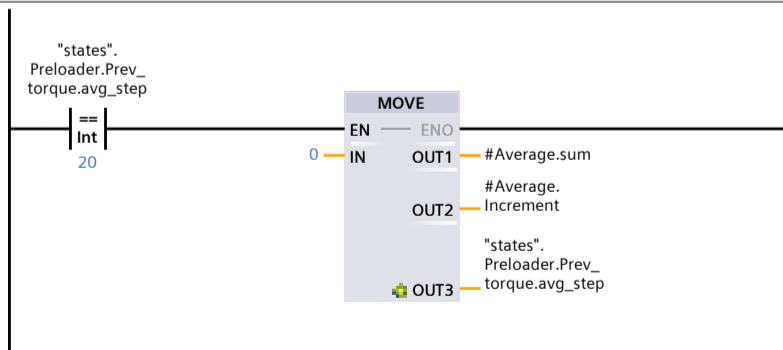 "states".
Preloader.Prev_
torque.avg_step
==
Int
20
MOVE
EN
ENO
0
IN
OUT1
#Average.sum
OUT2
#Average.
Increment
OUT3
"states".
Preloader.Prev_
torque.avg_step